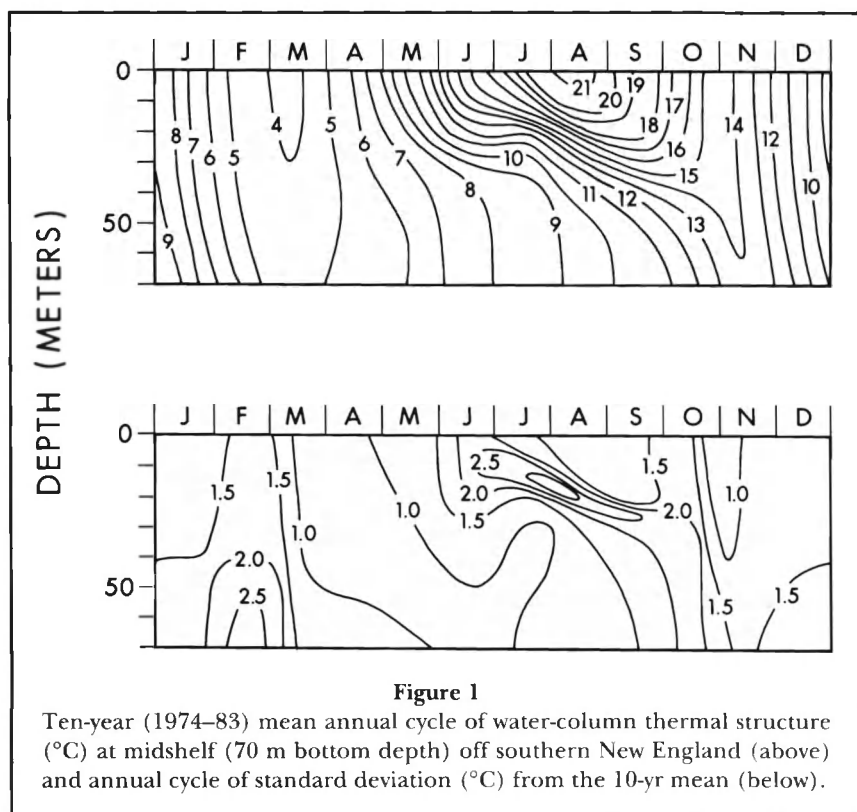 J F M A M J J A S O N D
0
50
DEPTH (METERS)
8 7 6 5 4 5 6 7 8 9 10 11 12 13 14 15 16 17 18 19 20 21 12 10 9
J F M A M J J A S O N D
0
50
1.5 2.0 2.5 1.5 1.0 1.0 2.5 2.0 1.5 1.5 2.0 1.0 1.5 1.5
Figure 1
Ten-year (1974–83) mean annual cycle of water-column thermal structure
(°C) at midshelf (70 m bottom depth) off southern New England (above)
and annual cycle of standard deviation (°C) from the 10-yr mean (below).